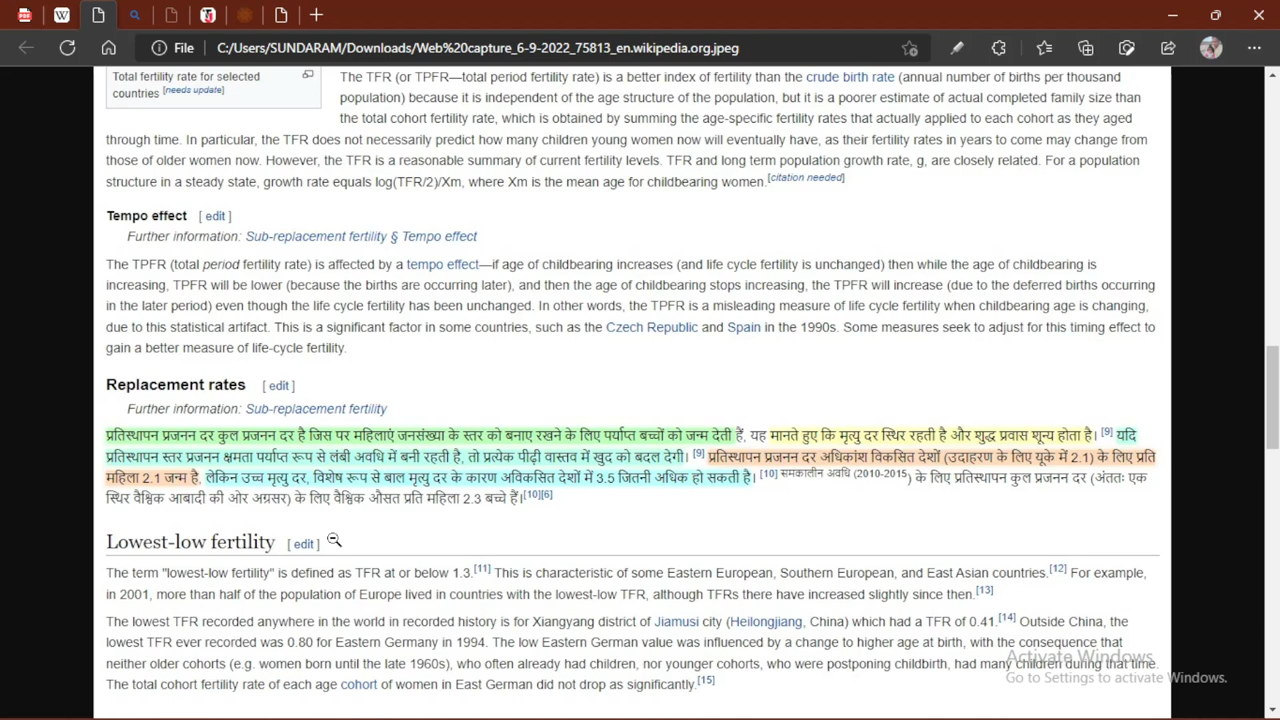 File C:/Users/SUNDARAM/Downloads/Web%20capture_6-9-2022_75813_en.wikipedia.org.jpeg
Total fertility rate for selected countries [needs update]
The TFR (or TPFR—total period fertility rate) is a better index of fertility than the crude birth rate (annual number of births per thousand
population) because it is independent of the age structure of the population, but it is a poorer estimate of actual completed family size than
the total cohort fertility rate, which is obtained by summing the age-specific fertility rates that actually applied to each cohort as they aged
through time. In particular, the TFR does not necessarily predict how many children young women now will eventually have, as their fertility rates in years to come may change from
those of older women now. However, the TFR is a reasonable summary of current fertility levels. TFR and long term population growth rate, g, are closely related. For a population
structure in a steady state, growth rate equals log(TFR/2)/Xm, where Xm is the mean age for childbearing women.[citation needed]
Tempo effect [ edit ]
Further information: Sub-replacement fertility § Tempo effect
The TPFR (total period fertility rate) is affected by a tempo effect—if age of childbearing increases (and life cycle fertility is unchanged) then while the age of childbearing is
increasing, TPFR will be lower (because the births are occurring later), and then the age of childbearing stops increasing, the TPFR will increase (due to the deferred births occurring
in the later period) even though the life cycle fertility has been unchanged. In other words, the TPFR is a misleading measure of life cycle fertility when childbearing age is changing,
due to this statistical artifact. This is a significant factor in some countries, such as the Czech Republic and Spain in the 1990s. Some measures seek to adjust for this timing effect to
gain a better measure of life-cycle fertility.
Replacement rates [ edit ]
Further information: Sub-replacement fertility
प्रतिस्थापन प्रजनन दर कुल प्रजनन दर है जिस पर महिलाएं जनसंख्या के स्तर को बनाए रखने के लिए पर्याप्त बच्चों को जन्म देती हैं, यह मानते हुए कि मृत्यु दर स्थिर रहती है और शुद्ध प्रवास शून्य होता है। [9] यदि
प्रतिस्थापन स्तर प्रजनन क्षमता पर्याप्त रूप से लंबी अवधि में बनी रहती है, तो प्रत्येक पीढ़ी वास्तव में खुद को बदल देगी। [9] प्रतिस्थापन प्रजनन दर अधिकांश विकसित देशों (उदाहरण के लिए यूके में 2.1) के लिए प्रति
महिला 2.1 जन्म है, लेकिन उच्च मृत्यु दर, विशेष रूप से बाल मृत्यु दर के कारण अविकसित देशों में 3.5 जितनी अधिक हो सकती है। [10] समकालीन अवधि (2010-2015) के लिए प्रतिस्थापन कुल प्रजनन दर (अंततः एक
स्थिर वैश्विक आबादी की ओर अग्रसर) के लिए वैश्विक औसत प्रति महिला 2.3 बच्चे हैं।[10][6]
Lowest-low fertility [ edit ]
The term "lowest-low fertility" is defined as TFR at or below 1.3.[11] This is characteristic of some Eastern European, Southern European, and East Asian countries.[12] For example,
in 2001, more than half of the population of Europe lived in countries with the lowest-low TFR, although TFRs there have increased slightly since then.[13]
The lowest TFR recorded anywhere in the world in recorded history is for Xiangyang district of Jiamusi city (Heilongjiang, China) which had a TFR of 0.41.[14] Outside China, the
lowest TFR ever recorded was 0.80 for Eastern Germany in 1994. The low Eastern German value was influenced by a change to higher age at birth, with the consequence that
neither older cohorts (e.g. women born until the late 1960s), who often already had children, nor younger cohorts, who were postponing childbirth, had many children during that time.
The total cohort fertility rate of each age cohort of women in East German did not drop as significantly.[15]
Activate Windows
Go to Settings to activate Windows.